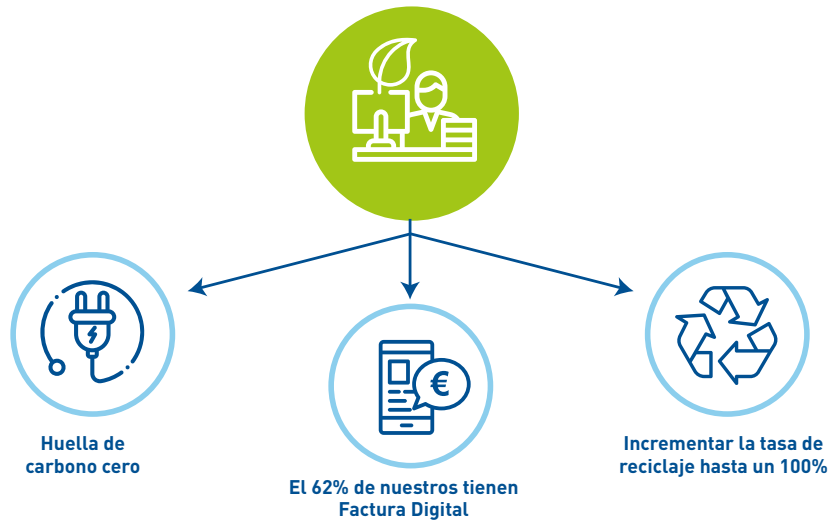 €
Huella de
carbono cero
El 62% de nuestros tienen
Factura Digital
Incrementar la tasa de
reciclaje hasta un 100%